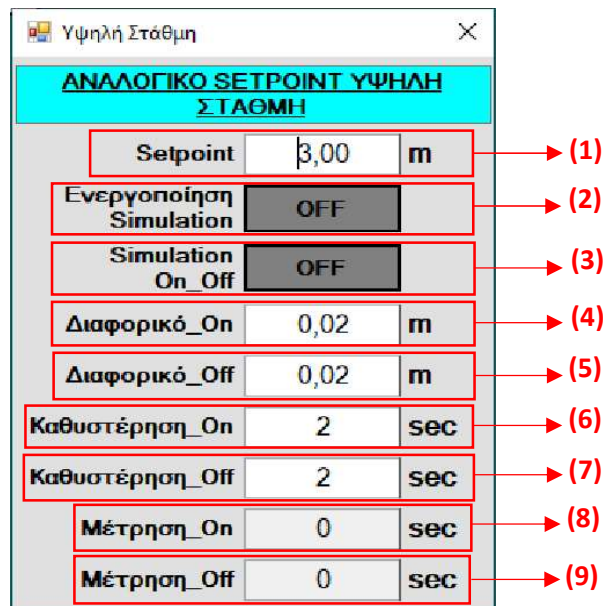 Υψηλή Στάθμη
ΑΝΑΛΟΓΙΚΟ SETPOINT ΥΨΗΛΗ
ΣΤΑΘΜΗ
Setpoint 3,00 m (1)
Ενεργοποίηση
Simulation OFF (2)
Simulation
On_Off OFF (3)
Διαφορικό_On 0,02 m (4)
Διαφορικό_Off 0,02 m (5)
Καθυστέρηση_On 2 sec (6)
Καθυστέρηση_Off 2 sec (7)
Μέτρηση_On 0 sec (8)
Μέτρηση_Off 0 sec (9)